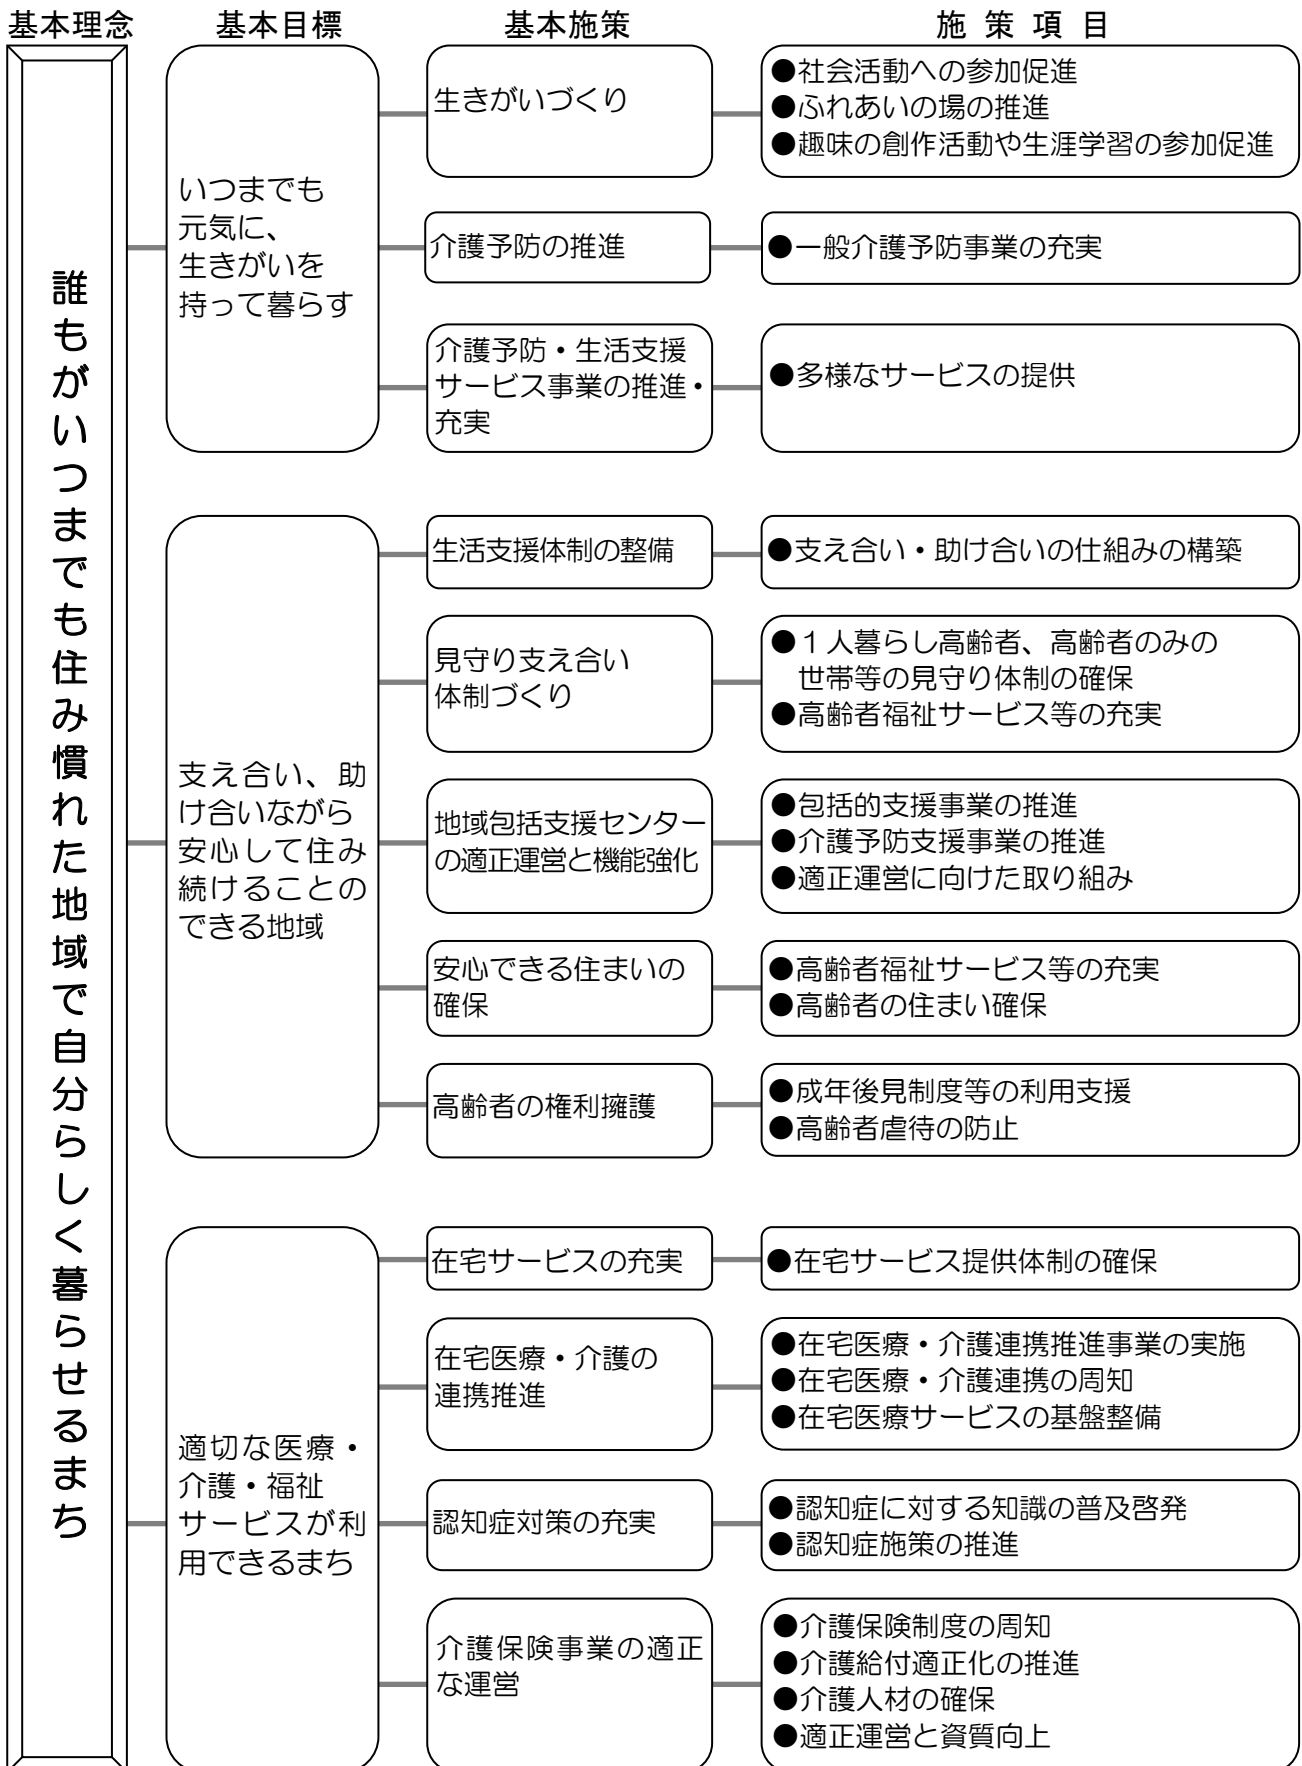 基本理念 基本目標 基本施策 施策項目
誰もがいつまでも住み慣れた地域で自分らしく暮らせるまち
いつまでも
元気に、
生きがいを
持って暮らす
生きがいづくり
●社会活動への参加促進
●ふれあいの場の推進
●趣味の創作活動や生涯学習の参加促進
介護予防の推進
●一般介護予防事業の充実
介護予防・生活支援
サービス事業の推進・
充実
●多様なサービスの提供
支え合い、助
け合いながら
安心して住み
続けることの
できる地域
生活支援体制の整備
●支え合い・助け合いの仕組みの構築
見守り支え合い
体制づくり
●１人暮らし高齢者、高齢者のみの
世帯等の見守り体制の確保
●高齢者福祉サービス等の充実
地域包括支援センター
の適正運営と機能強化
●包括的支援事業の推進
●介護予防支援事業の推進
●適正運営に向けた取り組み
安心できる住まいの
確保
●高齢者福祉サービス等の充実
●高齢者の住まい確保
高齢者の権利擁護
●成年後見制度等の利用支援
●高齢者虐待の防止
適切な医療・
介護・福祉
サービスが利
用できるまち
在宅サービスの充実
●在宅サービス提供体制の確保
在宅医療・介護の
連携推進
●在宅医療・介護連携推進事業の実施
●在宅医療・介護連携の周知
●在宅医療サービスの基盤整備
認知症対策の充実
●認知症に対する知識の普及啓発
●認知症施策の推進
介護保険事業の適正
な運営
●介護保険制度の周知
●介護給付適正化の推進
●介護人材の確保
●適正運営と資質向上